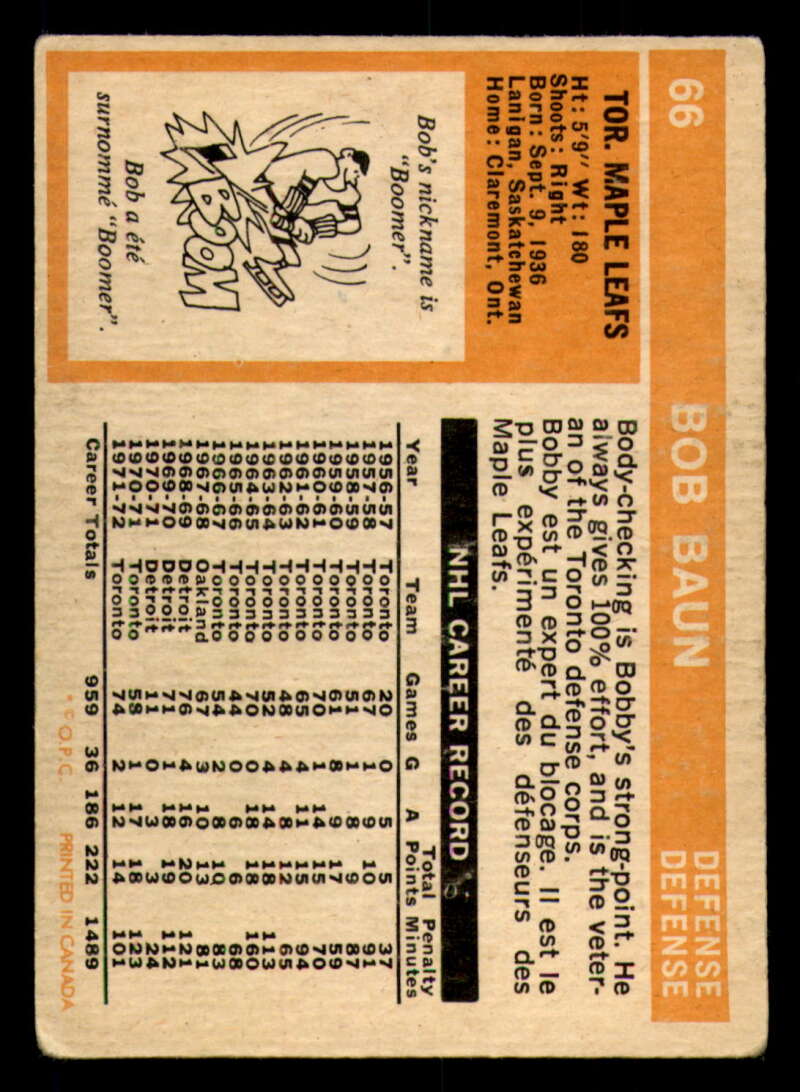 66 BOB BAUN DEFENSE
DEFENSE
TOR. MAPLE LEAFS
Ht: 5'9" Wt: 180
Shoots: Right
Born: Sept. 9, 1936
Lanigan, Saskatchewan
Home: Claremont, Ont.
Bob's nickname is
"Boomer".
BOOM
Bob a été
surnommé "Boomer".
Body-checking is Bobby's strong-point. He
always gives 100% effort, and is the veter-
an of the Toronto defense corps.
Bobby est un expert du blocage. Il est le
plus expérimenté des défenseurs des
Maple Leafs.
NHL CAREER RECORD
Total Penalty
Year Team Games G A Points Minutes
1956-57 Toronto 20 0 5 5 37
1957-58 Toronto 67 1 9 10 91
1958-59 Toronto 51 1 8 9 87
1959-60 Toronto 61 8 9 17 59
1960-61 Toronto 70 1 14 15 70
1961-62 Toronto 65 4 11 15 94
1962-63 Toronto 48 4 8 12 65
1963-64 Toronto 52 4 14 18 113
1964-65 Toronto 70 0 18 18 160
1965-66 Toronto 44 0 6 6 68
1966-67 Toronto 54 2 8 10 83
1967-68 Oakland 67 3 10 13 81
1968-69 Detroit 76 4 16 20 121
1969-70 Detroit 71 1 18 19 112
1970-71 Detroit 11 0 3 3 24
1970-71 Toronto 58 1 17 18 123
1971-72 Toronto 74 2 12 14 101
Career Totals 959 36 186 222 1489
* © O.P.C. PRINTED IN CANADA